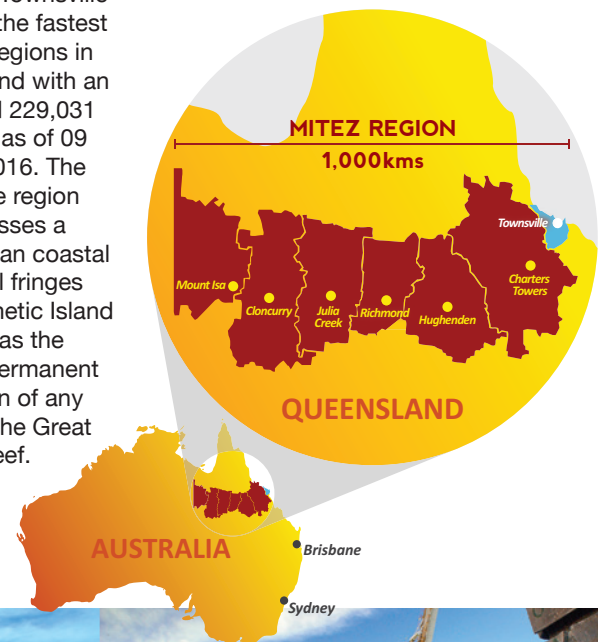 Townsville
the fastest
egions in
nd with an
l 229,031
as of 09
016. The
e region
sses a
an coastal
l fringes
netic Island
as the
ermanent
n of any
he Great
eef.
MITEZ REGION
1,000kms
Townsville
Mount Isa
Cloncurry
Julia
Creek
Richmond
Hughenden
Charters
Towers
QUEENSLAND
AUSTRALIA
Brisbane
Sydney